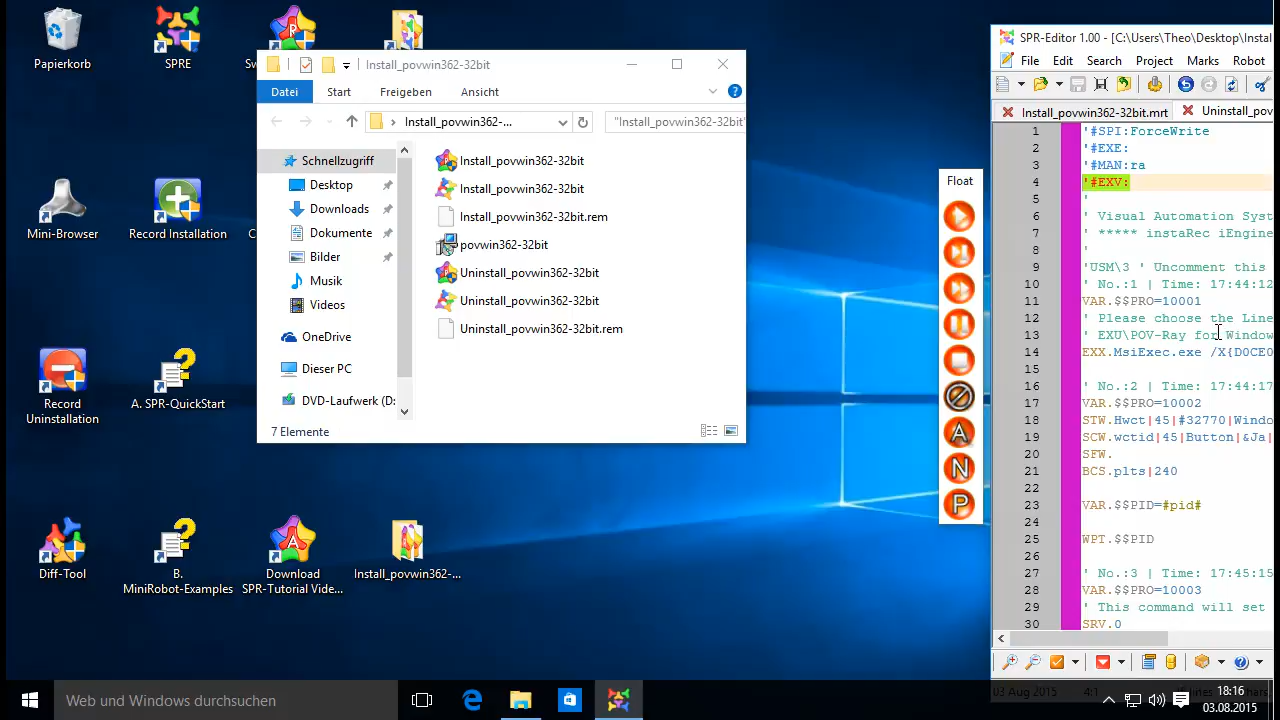 Papierkorb
SPRE
Sw
Mini-Browser
Record Installation
C
Record
Uninstallation
A. SPR-QuickStart
Diff-Tool
B.
MiniRobot-Examples
Download
SPR-Tutorial Vide...
Install_povwin362-...
Install_povwin362-32bit
Datei
Start
Freigeben
Ansicht
Install_povwin362-...
"Install_povwin362-32bit"
Schnellzugriff
Desktop
Downloads
Dokumente
Bilder
Musik
Videos
OneDrive
Dieser PC
DVD-Laufwerk (D:
Install_povwin362-32bit
Install_povwin362-32bit
Install_povwin362-32bit.rem
povwin362-32bit
Uninstall_povwin362-32bit
Uninstall_povwin362-32bit
Uninstall_povwin362-32bit.rem
7 Elemente
Float
A
N
P
SPR-Editor 1.00 - [C:\Users\Theo\Desktop\Instal
File Edit Search Project Marks Robot
Install_povwin362-32bit.mrt
Uninstall_pov
1 '#SPI:ForceWrite
2 '#EXE:
3 '#MAN:ra
4 '#EXV:
5 '
6 ' Visual Automation Syst
7 ' ***** instaRec iEngine
8 '
9 'USM\3 ' Uncomment this
10 ' No.:1 | Time: 17:44:12
11 VAR.$$PRO=10001
12 ' Please choose the Line
13 ' EXU\POV-Ray for Window
14 EXX.MsiExec.exe /X{D0CE0
15
16 ' No.:2 | Time: 17:44:17
17 VAR.$$PRO=10002
18 STW.Hwct|45|#32770|Windo
19 SCW.wctid|45|Button|&Ja|
20 SFW.
21 BCS.plts|240
22
23 VAR.$$PID=#pid#
24
25 WPT.$$PID
26
27 ' No.:3 | Time: 17:45:15
28 VAR.$$PRO=10003
29 ' This command will set
30 SRV.0
03 Aug 2015 4:1
Web und Windows durchsuchen
18:16
03.08.2015